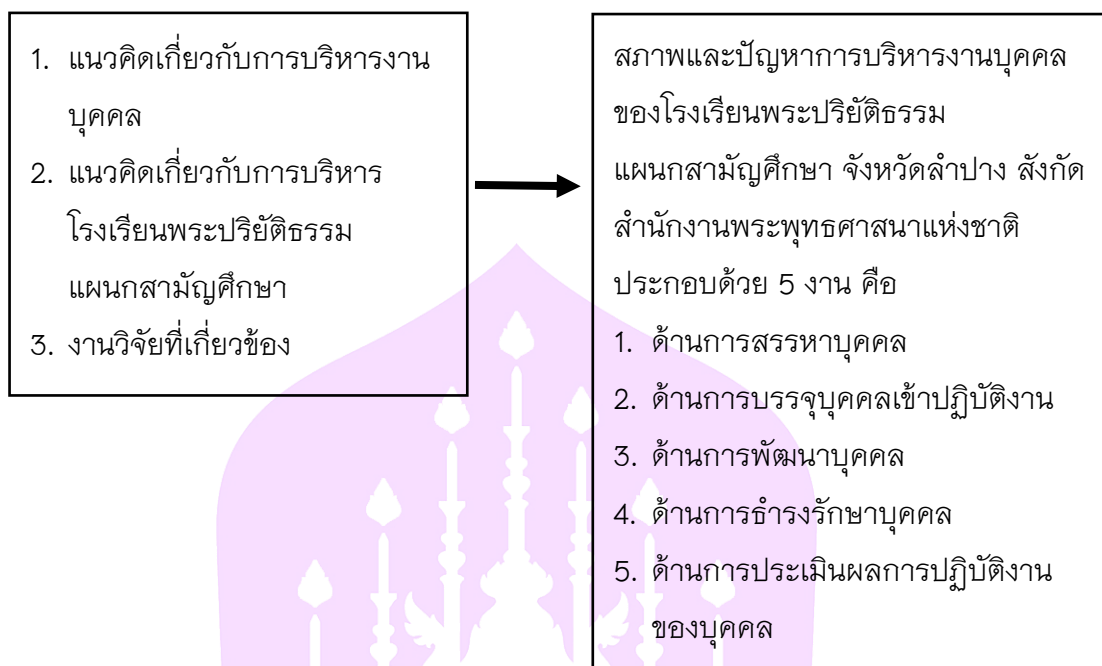 1. แนวคิดเกี่ยวกับการบริหารงาน
บุคคล
2. แนวคิดเกี่ยวกับการบริหาร
โรงเรียนพระปริยัติธรรม
แผนกสามัญศึกษา
3. งานวิจัยที่เกี่ยวข้อง
สภาพและปัญหาการบริหารงานบุคคล
ของโรงเรียนพระปริยัติธรรม
แผนกสามัญศึกษา จังหวัดลำปาง สังกัด
สำนักงานพระพุทธศาสนาแห่งชาติ
ประกอบด้วย 5 งาน คือ
1. ด้านการสรรหาบุคคล
2. ด้านการบรรจุบุคคลเข้าปฏิบัติงาน
3. ด้านการพัฒนาบุคคล
4. ด้านการธำรงรักษาบุคคล
5. ด้านการประเมินผลการปฏิบัติงาน
ของบุคคล